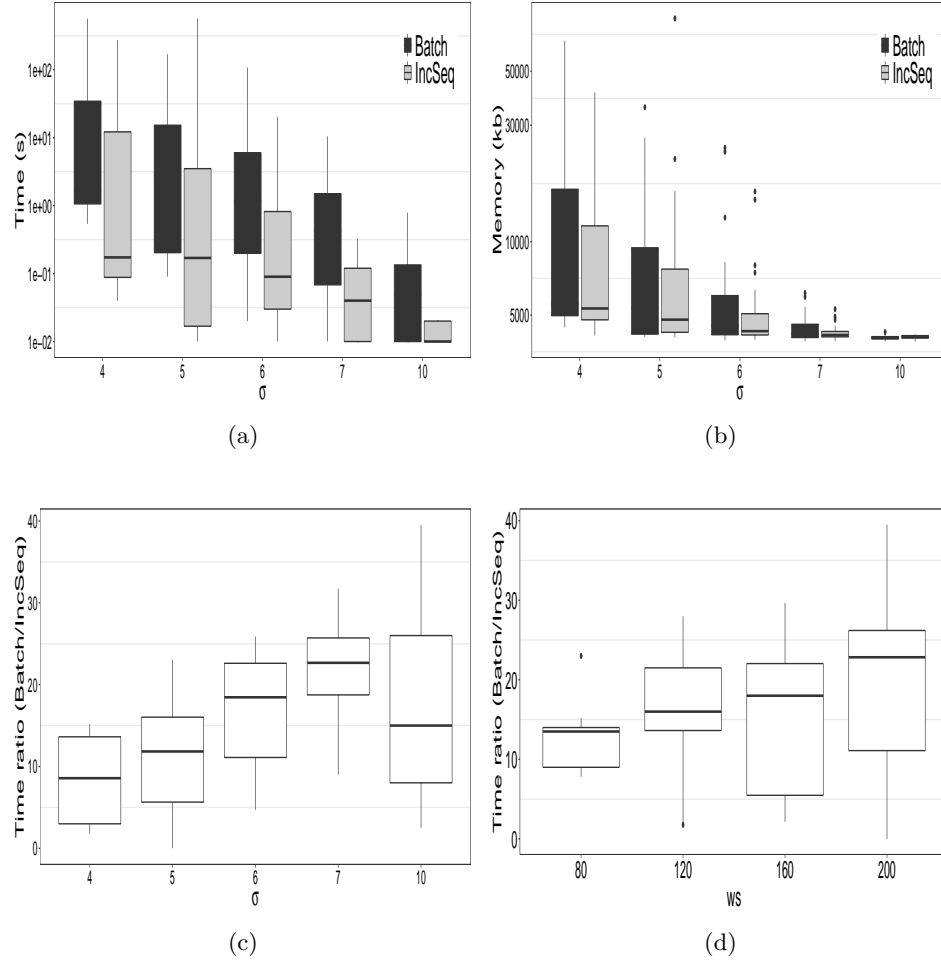 Batch
IncSeq
Time (s)
1e+02
1e+01
1e+00
1e−01
1e−02
4 5 6 7 10
σ
(a)
Batch
IncSeq
Memory (kb)
50000
30000
10000
5000
4 5 6 7 10
σ
(b)
Time ratio (Batch/IncSeq)
40
30
20
10
0
4 5 6 7 10
σ
(c)
Time ratio (Batch/IncSeq)
40
30
20
10
0
80 120 160 200
ws
(d)